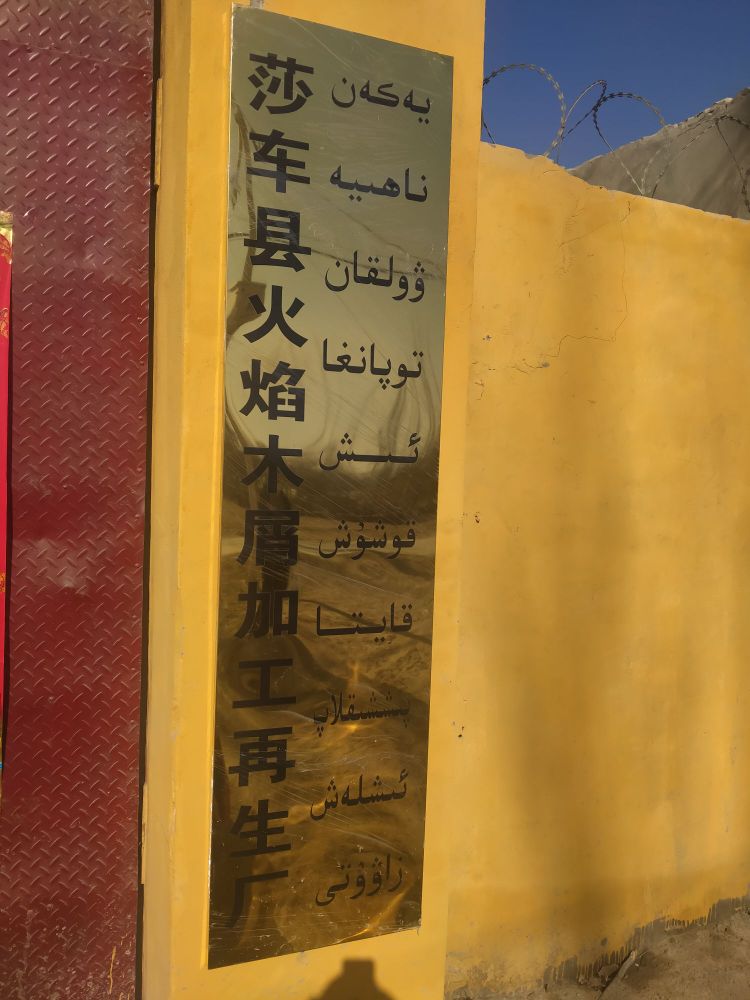 莎车县火焰木屑加工再生厂
يەكەن
ناھىيە
ۋولقان
توپانغا
ئىش
قوشۇش
قايتا
پىششىقلاپ
ئىشلەش
زاۋۇتى